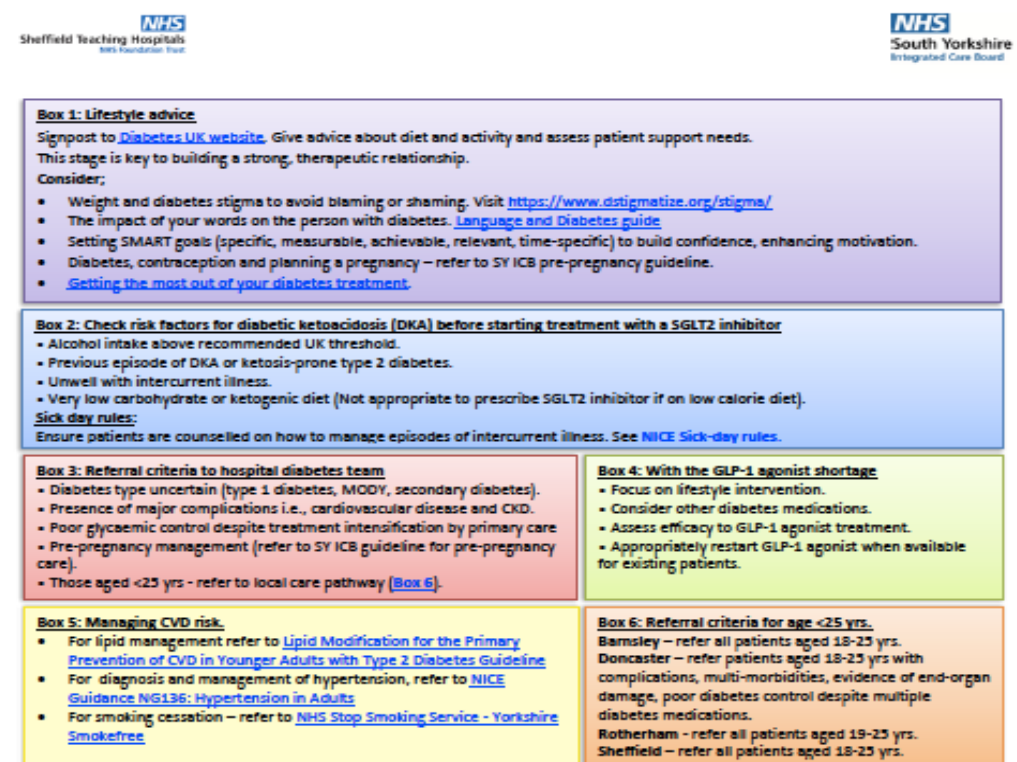 NHS
Sheffield Teaching Hospitals
NHS Foundation Trust
NHS
South Yorkshire
Integrated Care Board
Box 1: Lifestyle advice
Signpost to Diabetes UK website. Give advice about diet and activity and assess patient support needs.
This stage is key to building a strong, therapeutic relationship.
Consider;
• Weight and diabetes stigma to avoid blaming or shaming. Visit https://www.dstigmatize.org/stigma/
• The impact of your words on the person with diabetes. Language and Diabetes guide
• Setting SMART goals (specific, measurable, achievable, relevant, time-specific) to build confidence, enhancing motivation.
• Diabetes, contraception and planning a pregnancy – refer to SY ICB pre-pregnancy guideline.
• Getting the most out of your diabetes treatment.
Box 2: Check risk factors for diabetic ketoacidosis (DKA) before starting treatment with a SGLT2 inhibitor
- Alcohol intake above recommended UK threshold.
- Previous episode of DKA or ketosis-prone type 2 diabetes.
- Unwell with intercurrent illness.
- Very low carbohydrate or ketogenic diet (Not appropriate to prescribe SGLT2 inhibitor if on low calorie diet).
Sick day rules:
Ensure patients are counselled on how to manage episodes of intercurrent illness. See NICE Sick-day rules.
Box 3: Referral criteria to hospital diabetes team
- Diabetes type uncertain (type 1 diabetes, MODY, secondary diabetes).
- Presence of major complications i.e., cardiovascular disease and CKD.
- Poor glycaemic control despite treatment intensification by primary care
- Pre-pregnancy management (refer to SY ICB guideline for pre-pregnancy
care).
- Those aged <25 yrs - refer to local care pathway (Box 6).
Box 4: With the GLP-1 agonist shortage
- Focus on lifestyle intervention.
- Consider other diabetes medications.
- Assess efficacy to GLP-1 agonist treatment.
- Appropriately restart GLP-1 agonist when available
for existing patients.
Box 5: Managing CVD risk.
• For lipid management refer to Lipid Modification for the Primary
Prevention of CVD in Younger Adults with Type 2 Diabetes Guideline
• For diagnosis and management of hypertension, refer to NICE
Guidance NG136: Hypertension in Adults
• For smoking cessation – refer to NHS Stop Smoking Service - Yorkshire
Smokefree
Box 6: Referral criteria for age <25 yrs.
Barnsley – refer all patients aged 18-25 yrs.
Doncaster – refer patients aged 18-25 yrs with
complications, multi-morbidities, evidence of end-organ
damage, poor diabetes control despite multiple
diabetes medications.
Rotherham - refer all patients aged 19-25 yrs.
Sheffield – refer all patients aged 18-25 yrs.